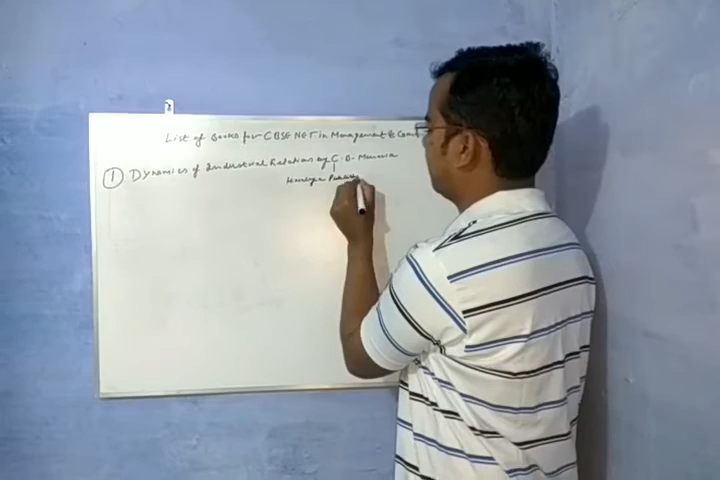 List of Books for CBSE NET in Management & Com
① Dynamics of Industrial Relations by C. B. Mamoria
Himalaya